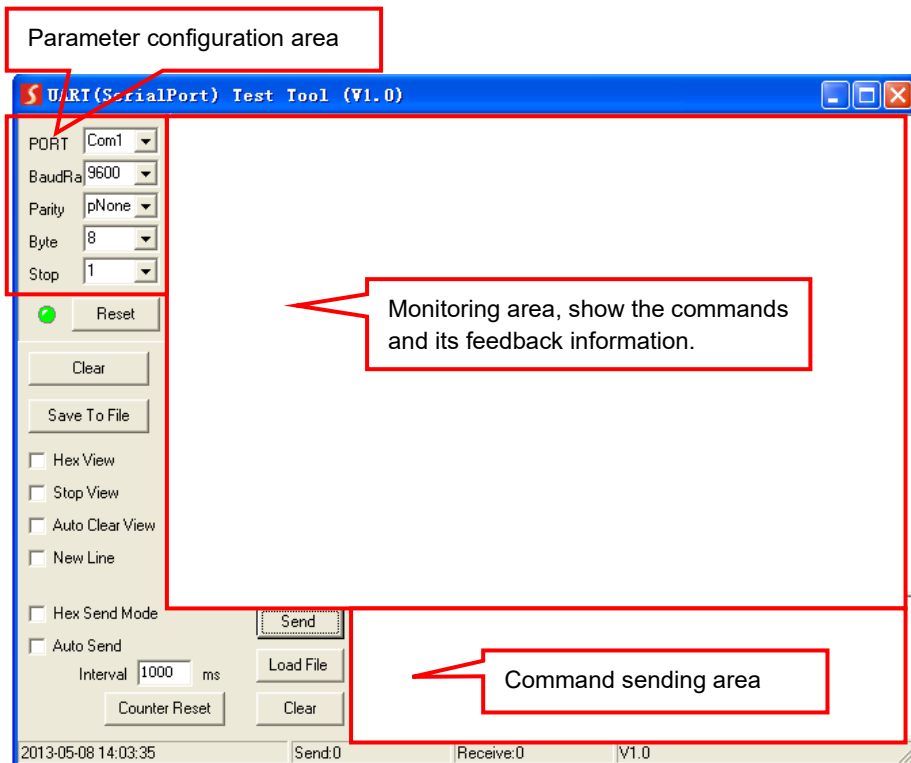 Parameter configuration area
UART(SerialPort) Test Tool (V1.0)
PORT Com1
BaudRa 9600
Parity pNone
Byte 8
Stop 1
Reset
Monitoring area, show the commands
and its feedback information.
Clear
Save To File
Hex View
Stop View
Auto Clear View
New Line
Hex Send Mode
Send
Auto Send
Interval 1000 ms
Load File
Command sending area
Counter Reset
Clear
2013-05-08 14:03:35 Send:0 Receive:0 V1.0